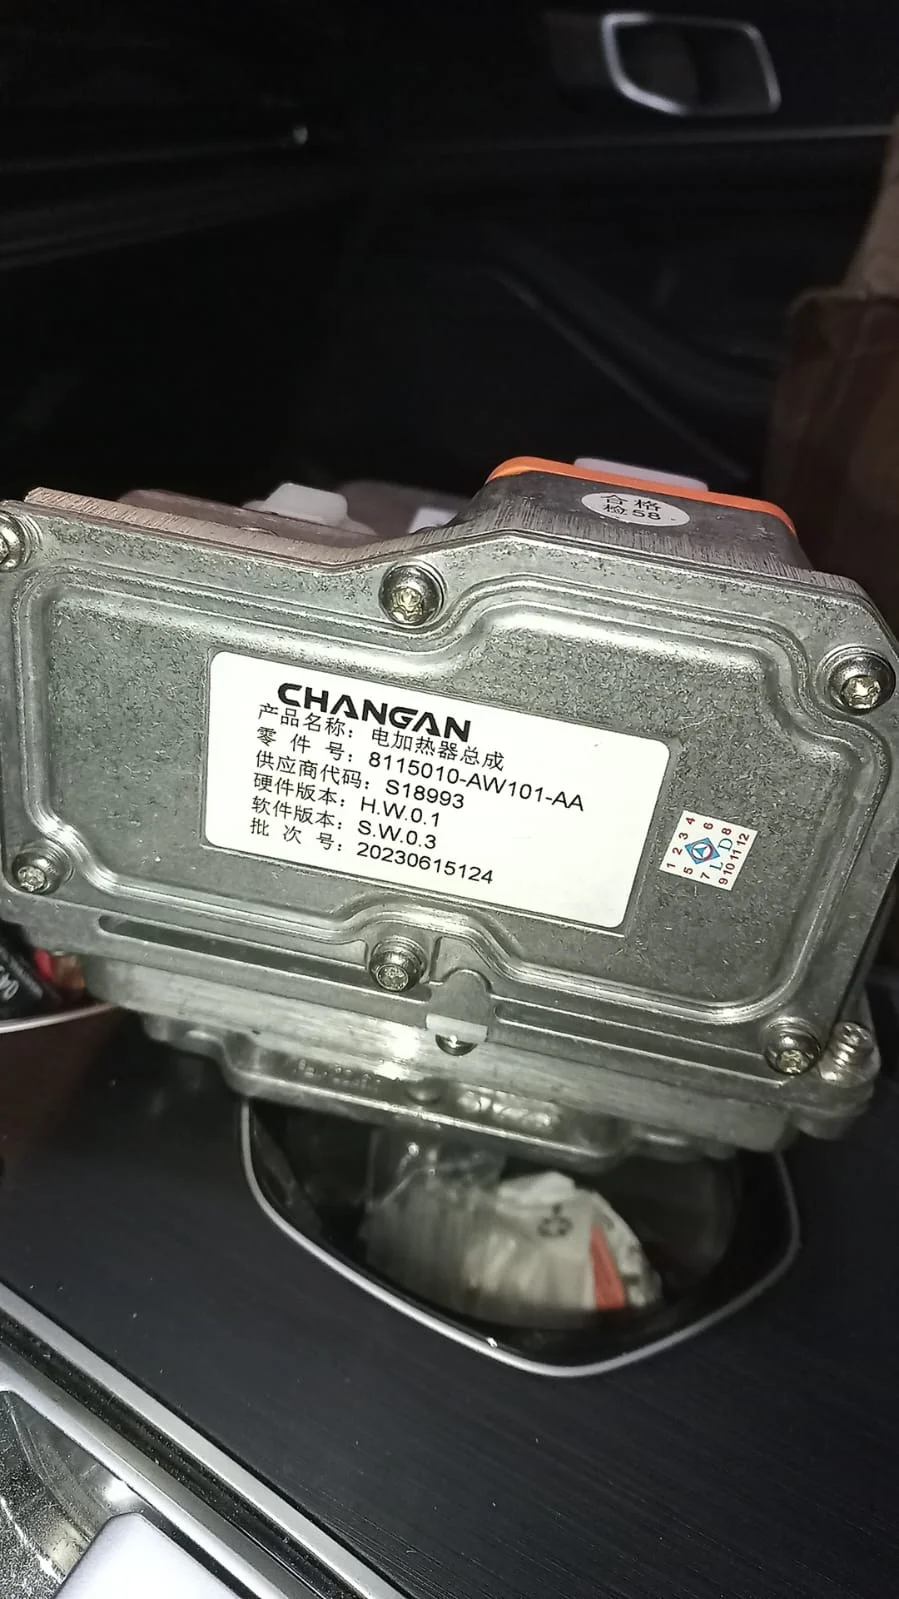 合格
检58
CHANGAN
产品名称：电加热器总成
零 件 号：8115010-AW101-AA
供应商代码：S18993
硬件版本：H.W.0.1
软件版本：S.W.0.3
批 次 号：20230615124